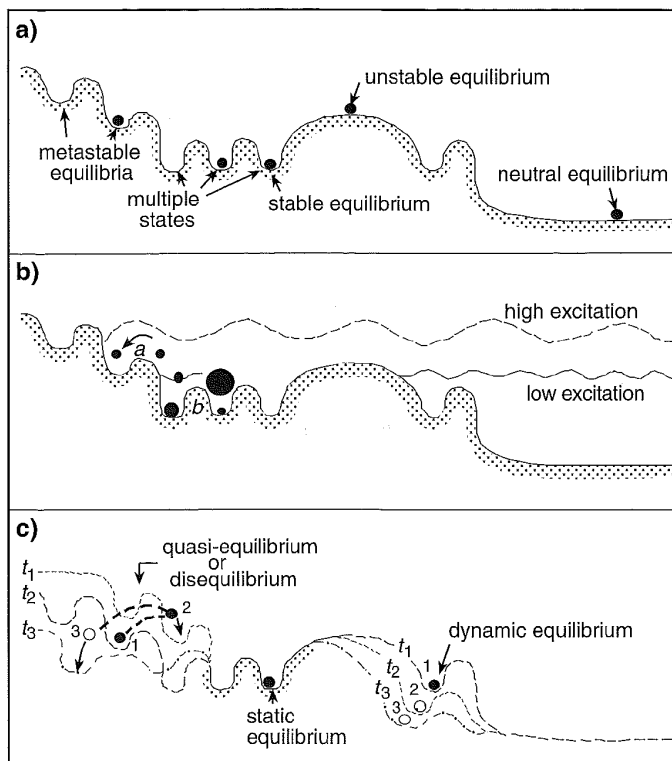 a)
unstable equilibrium
metastable
equilibria
multiple
states
stable equilibrium
neutral equilibrium
b)
high excitation
a
b
low excitation
c)
quasi-equilibrium
or
disequilibrium
t1
t2
t3
3
1
2
static
equilibrium
t1
t2
t3
1
2
3
dynamic equilibrium